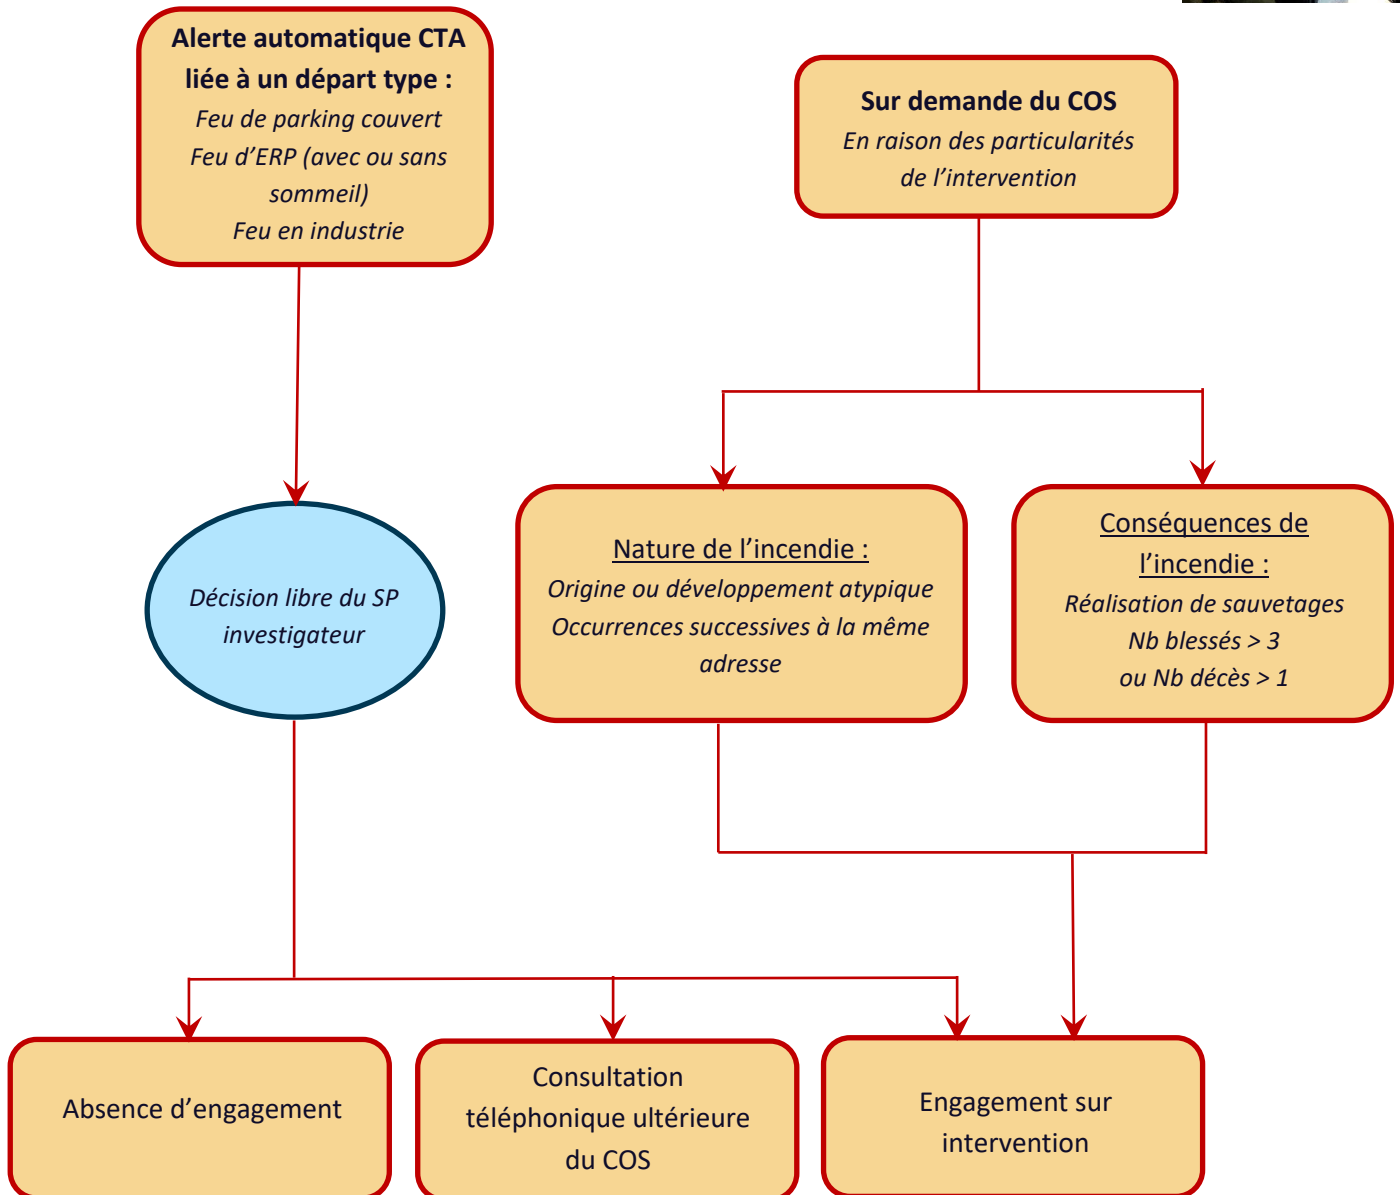 Alerte automatique CTA
liée à un départ type :
Feu de parking couvert
Feu d’ERP (avec ou sans
sommeil)
Feu en industrie
Sur demande du COS
En raison des particularités
de l’intervention
Décision libre du SP
investigateur
Nature de l’incendie :
Origine ou développement atypique
Occurrences successives à la même
adresse
Conséquences de
l’incendie :
Réalisation de sauvetages
Nb blessés > 3
ou Nb décès > 1
Absence d’engagement
Consultation
téléphonique ultérieure
du COS
Engagement sur
intervention